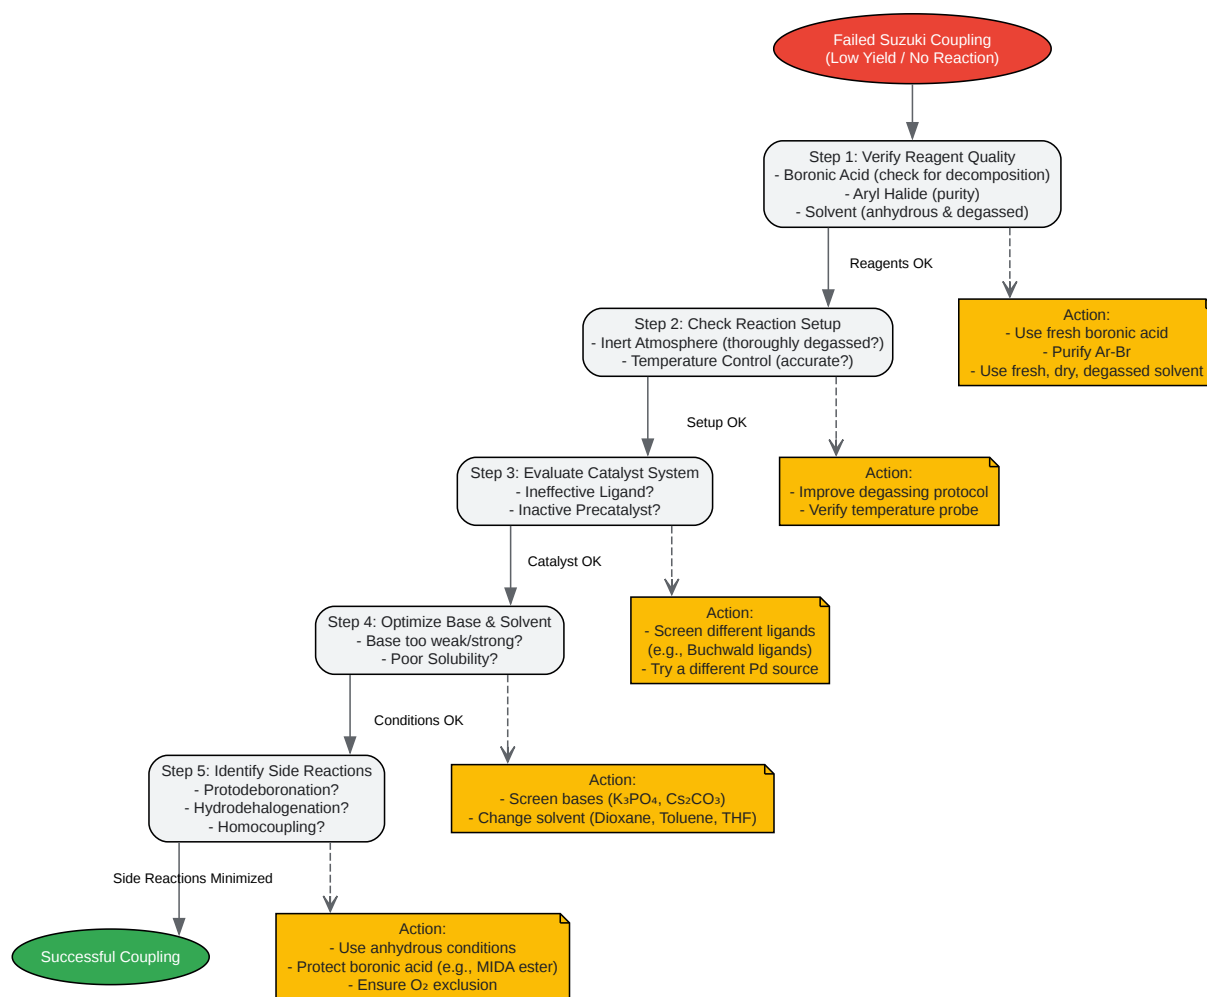 Failed Suzuki Coupling
(Low Yield / No Reaction)
Step 1: Verify Reagent Quality
- Boronic Acid (check for decomposition)
- Aryl Halide (purity)
- Solvent (anhydrous & degassed)
Reagents OK
Action:
- Use fresh boronic acid
- Purify Ar-Br
- Use fresh, dry, degassed solvent
Step 2: Check Reaction Setup
- Inert Atmosphere (thoroughly degassed?)
- Temperature Control (accurate?)
Setup OK
Action:
- Improve degassing protocol
- Verify temperature probe
Step 3: Evaluate Catalyst System
- Ineffective Ligand?
- Inactive Precatalyst?
Catalyst OK
Action:
- Screen different ligands
(e.g., Buchwald ligands)
- Try a different Pd source
Step 4: Optimize Base & Solvent
- Base too weak/strong?
- Poor Solubility?
Conditions OK
Action:
- Screen bases (K₃PO₄, Cs₂CO₃)
- Change solvent (Dioxane, Toluene, THF)
Step 5: Identify Side Reactions
- Protodeboronation?
- Hydrodehalogenation?
- Homocoupling?
Side Reactions Minimized
Action:
- Use anhydrous conditions
- Protect boronic acid (e.g., MIDA ester)
- Ensure O₂ exclusion
Successful Coupling